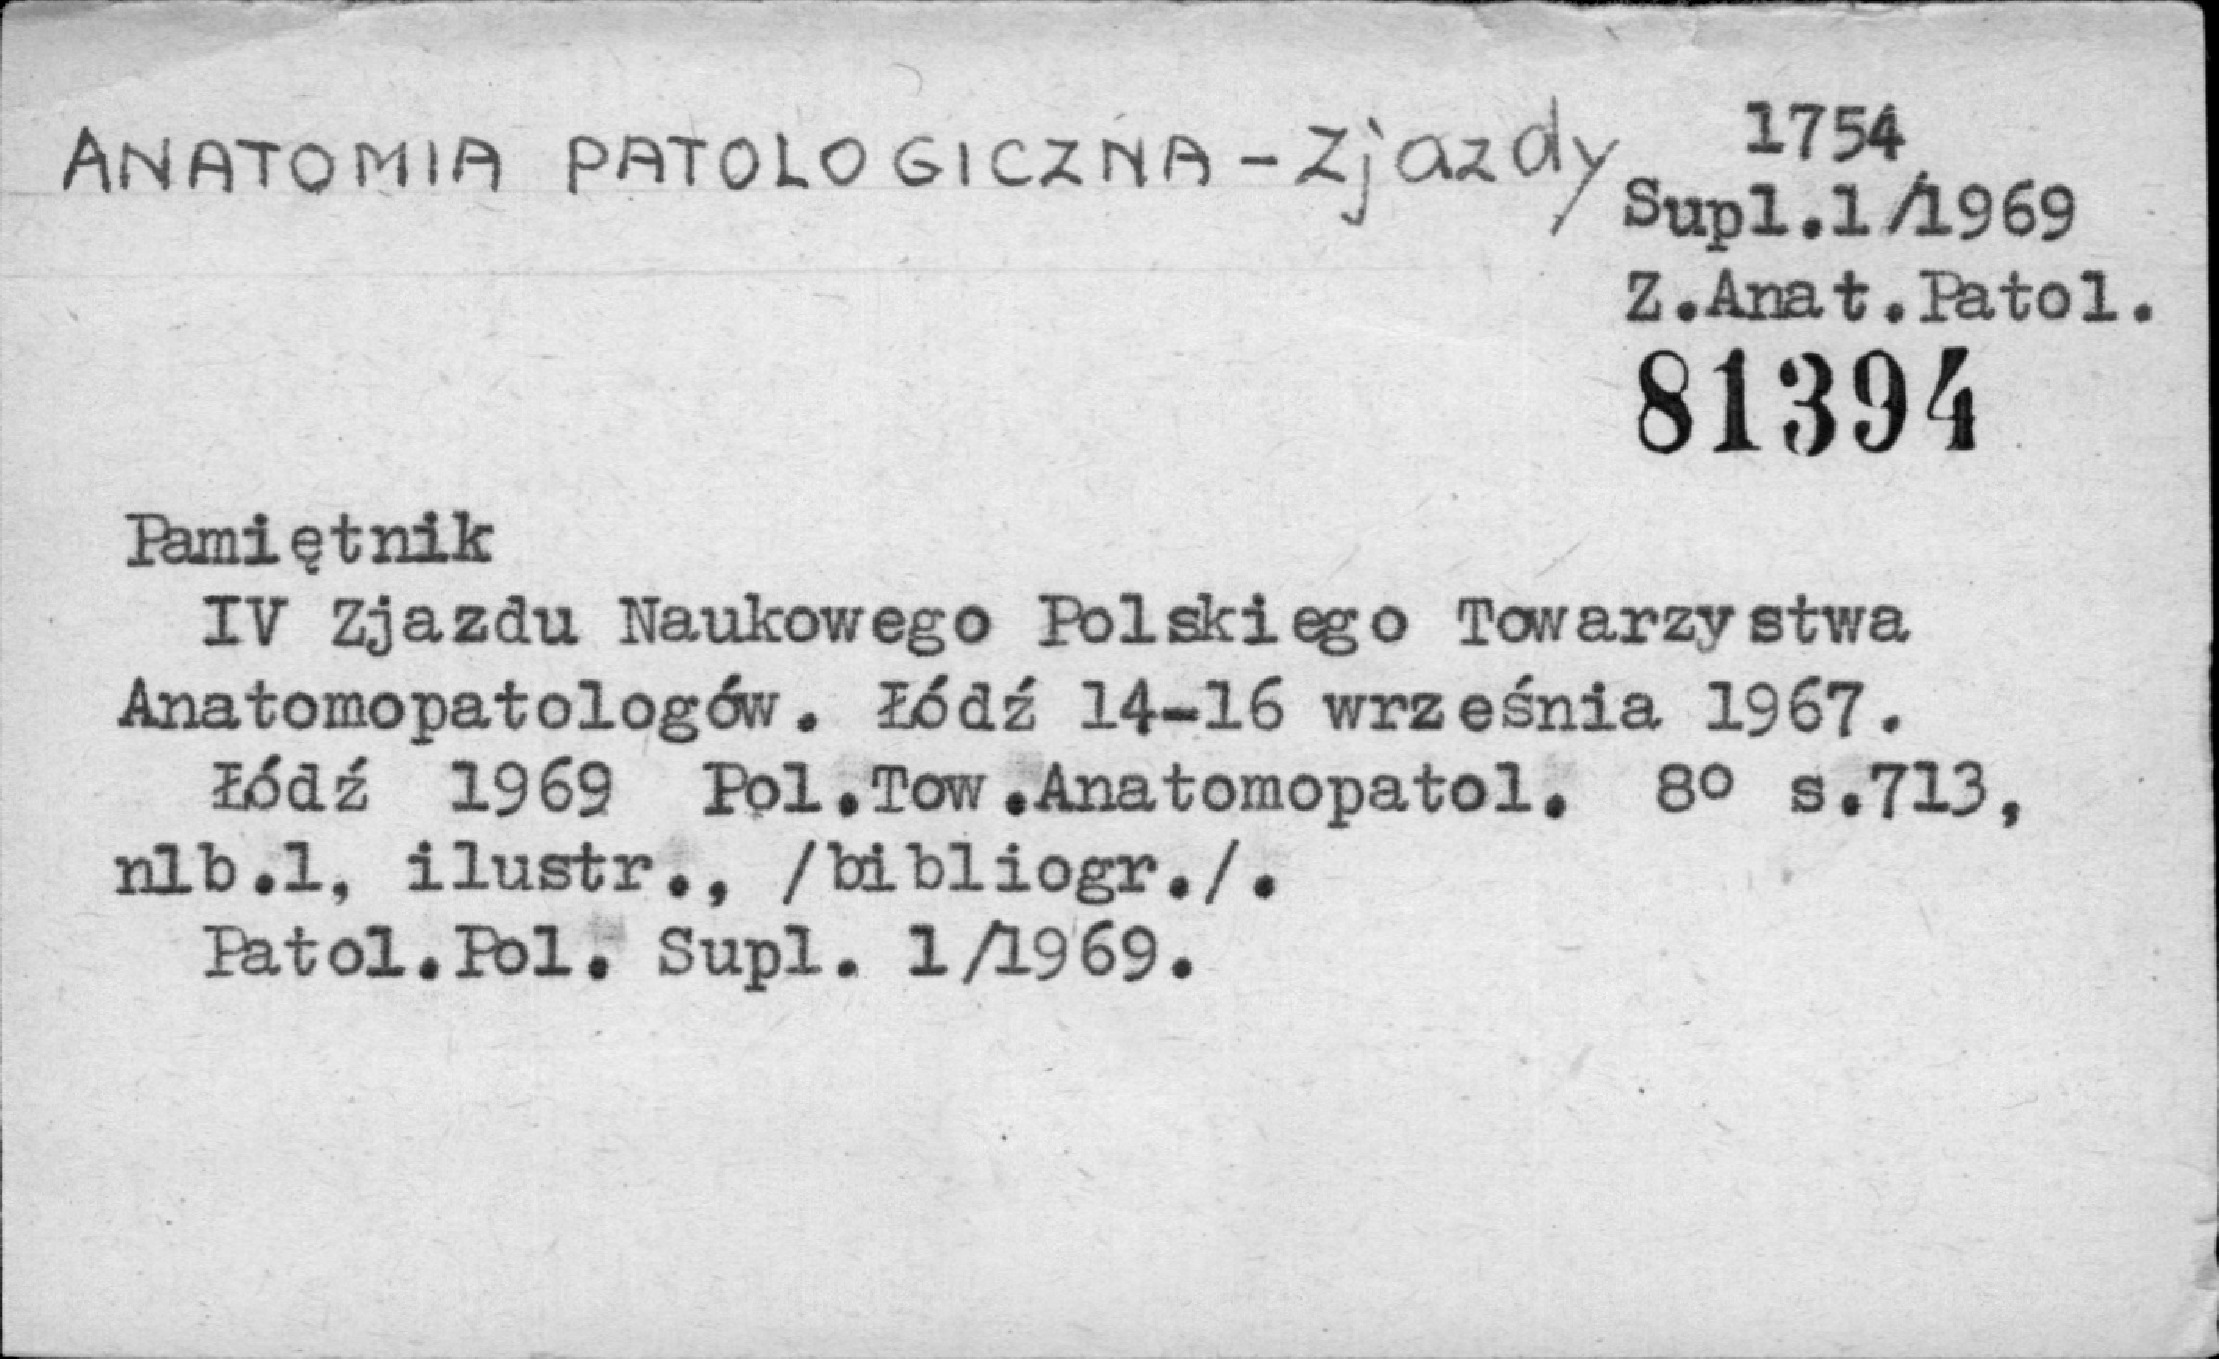 ANATOMIA PATOLOGICZNA - Zjazdy
1754
Supl.1/1969
Z.Anat.Patol.
81394
Pamiętnik
IV Zjazdu Naukowego Polskiego Towarzystwa
Anatomopatologów. Łódź 14-16 września 1967.
Łódź 1969 Pol.Tow.Anatomopatol. 8° s.713,
nlb.1, ilustr., /bibliogr./.
Patol.Pol. Supl. 1/1969.